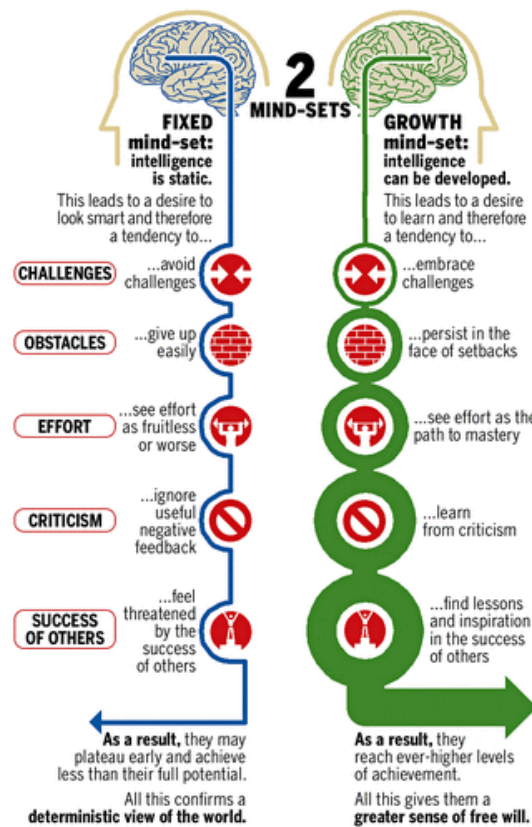 2
MIND-SETS
FIXED
mind-set:
intelligence
is static.
This leads to a desire to
look smart and therefore
a tendency to...
GROWTH
mind-set:
intelligence
can be developed.
This leads to a desire
to learn and therefore
a tendency to...
CHALLENGES
...avoid
challenges
...embrace
challenges
OBSTACLES
...give up
easily
...persist in the
face of setbacks
EFFORT
...see effort
as fruitless
or worse
...see effort as the
path to mastery
CRITICISM
...ignore
useful
negative
feedback
...learn
from criticism
SUCCESS
OF OTHERS
...feel
threatened
by the
success
of others
...find lessons
and inspiration
in the success
of others
As a result, they may
plateau early and achieve
less than their full potential.
All this confirms a
deterministic view of the world.
As a result, they
reach ever-higher levels
of achievement.
All this gives them a
greater sense of free will.